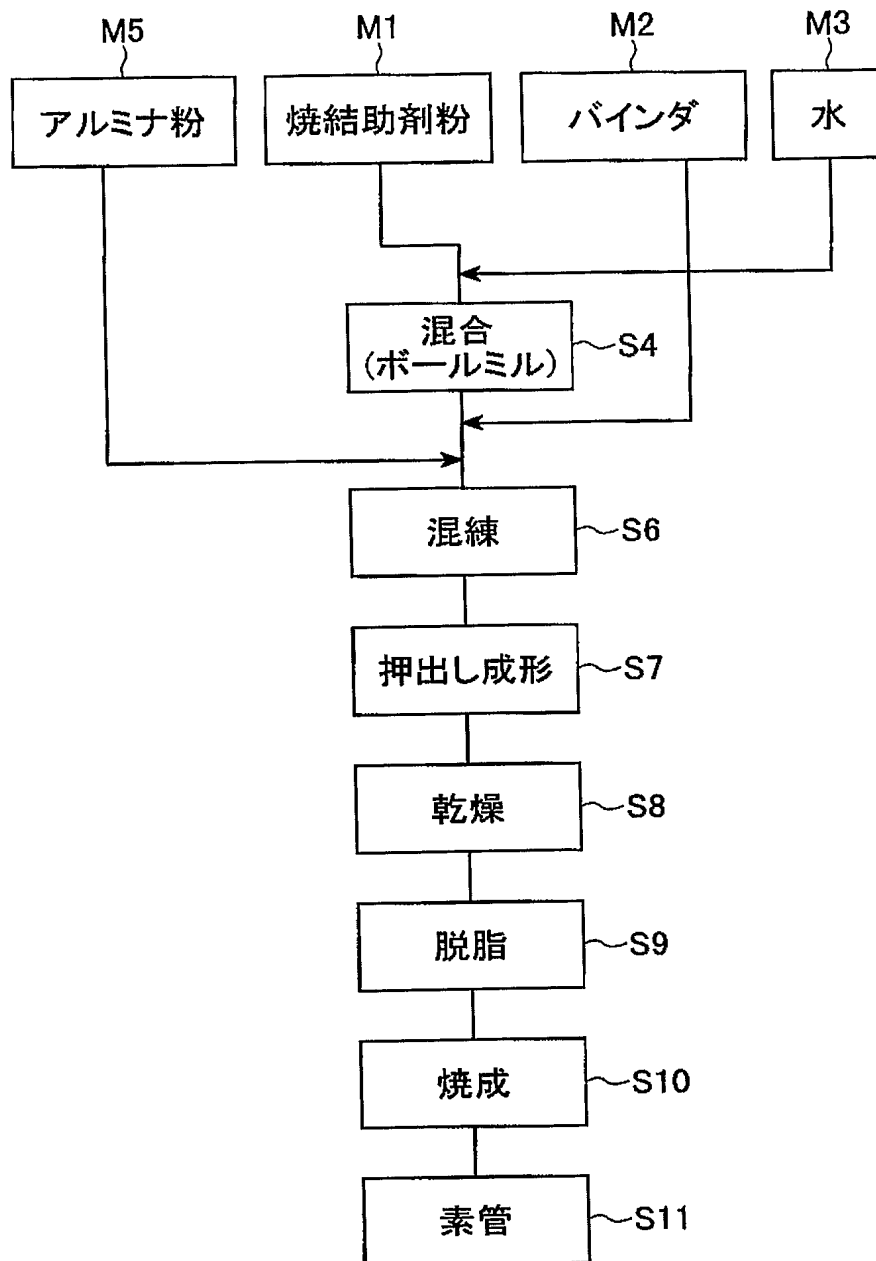 M5
M1
M2
M3
アルミナ粉
焼結助剤粉
バインダ
水
混合
(ボールミル)
S4
混練
S6
押出し成形
S7
乾燥
S8
脱脂
S9
焼成
S10
素管
S11